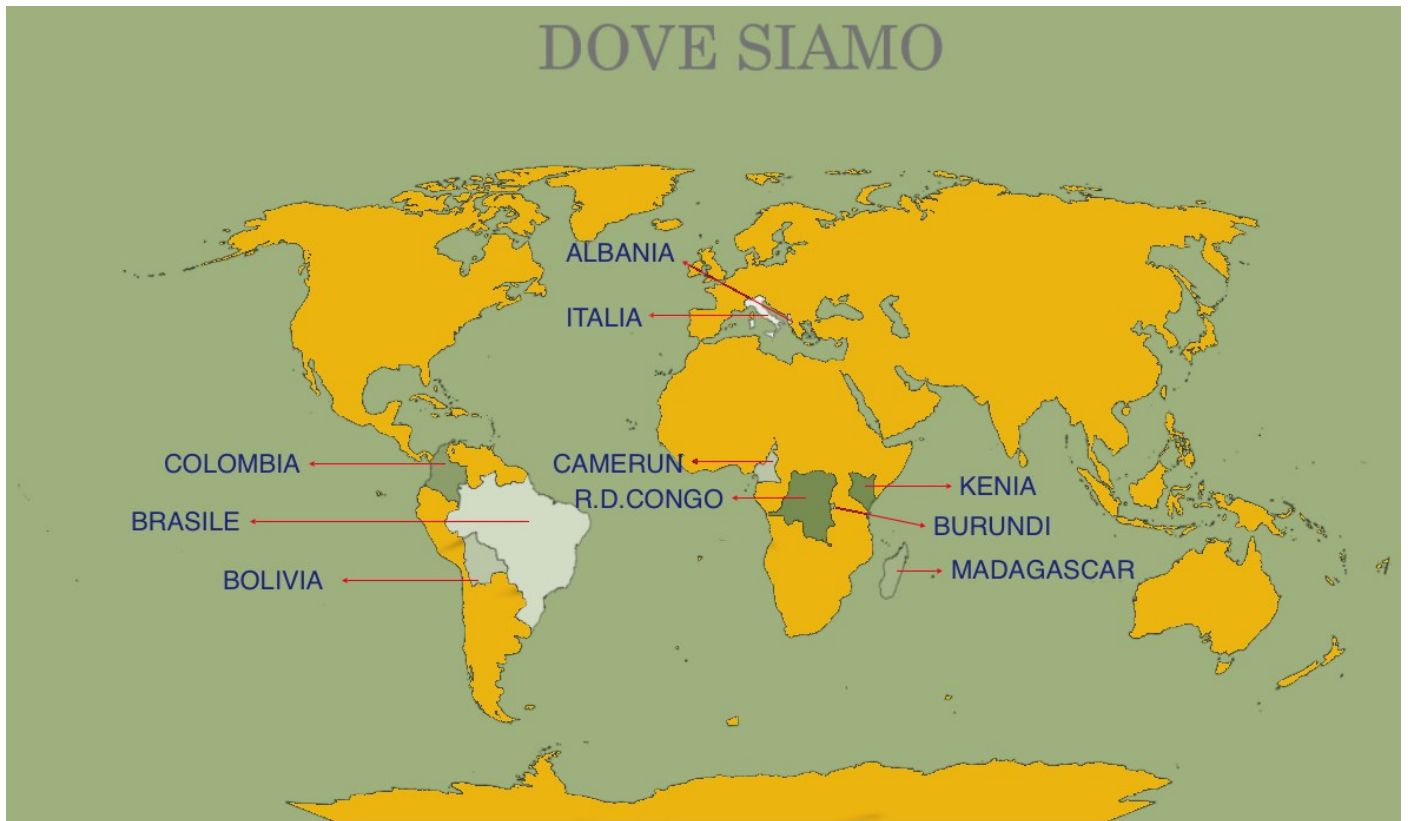 DOVE SIAMO
ALBANIA
ITALIA
COLOMBIA
CAMERUN
KENIA
R.D.CONGO
BRASILE
BURUNDI
MADAGASCAR
BOLIVIA